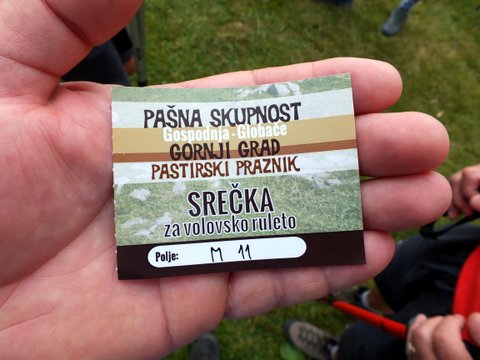 PAŠNA SKUPNOST
Gospodnja - Globače
GORNJI GRAD
PASTIRSKI PRAZNIK
SREČKA
za volovsko ruleto
Polje: M 11